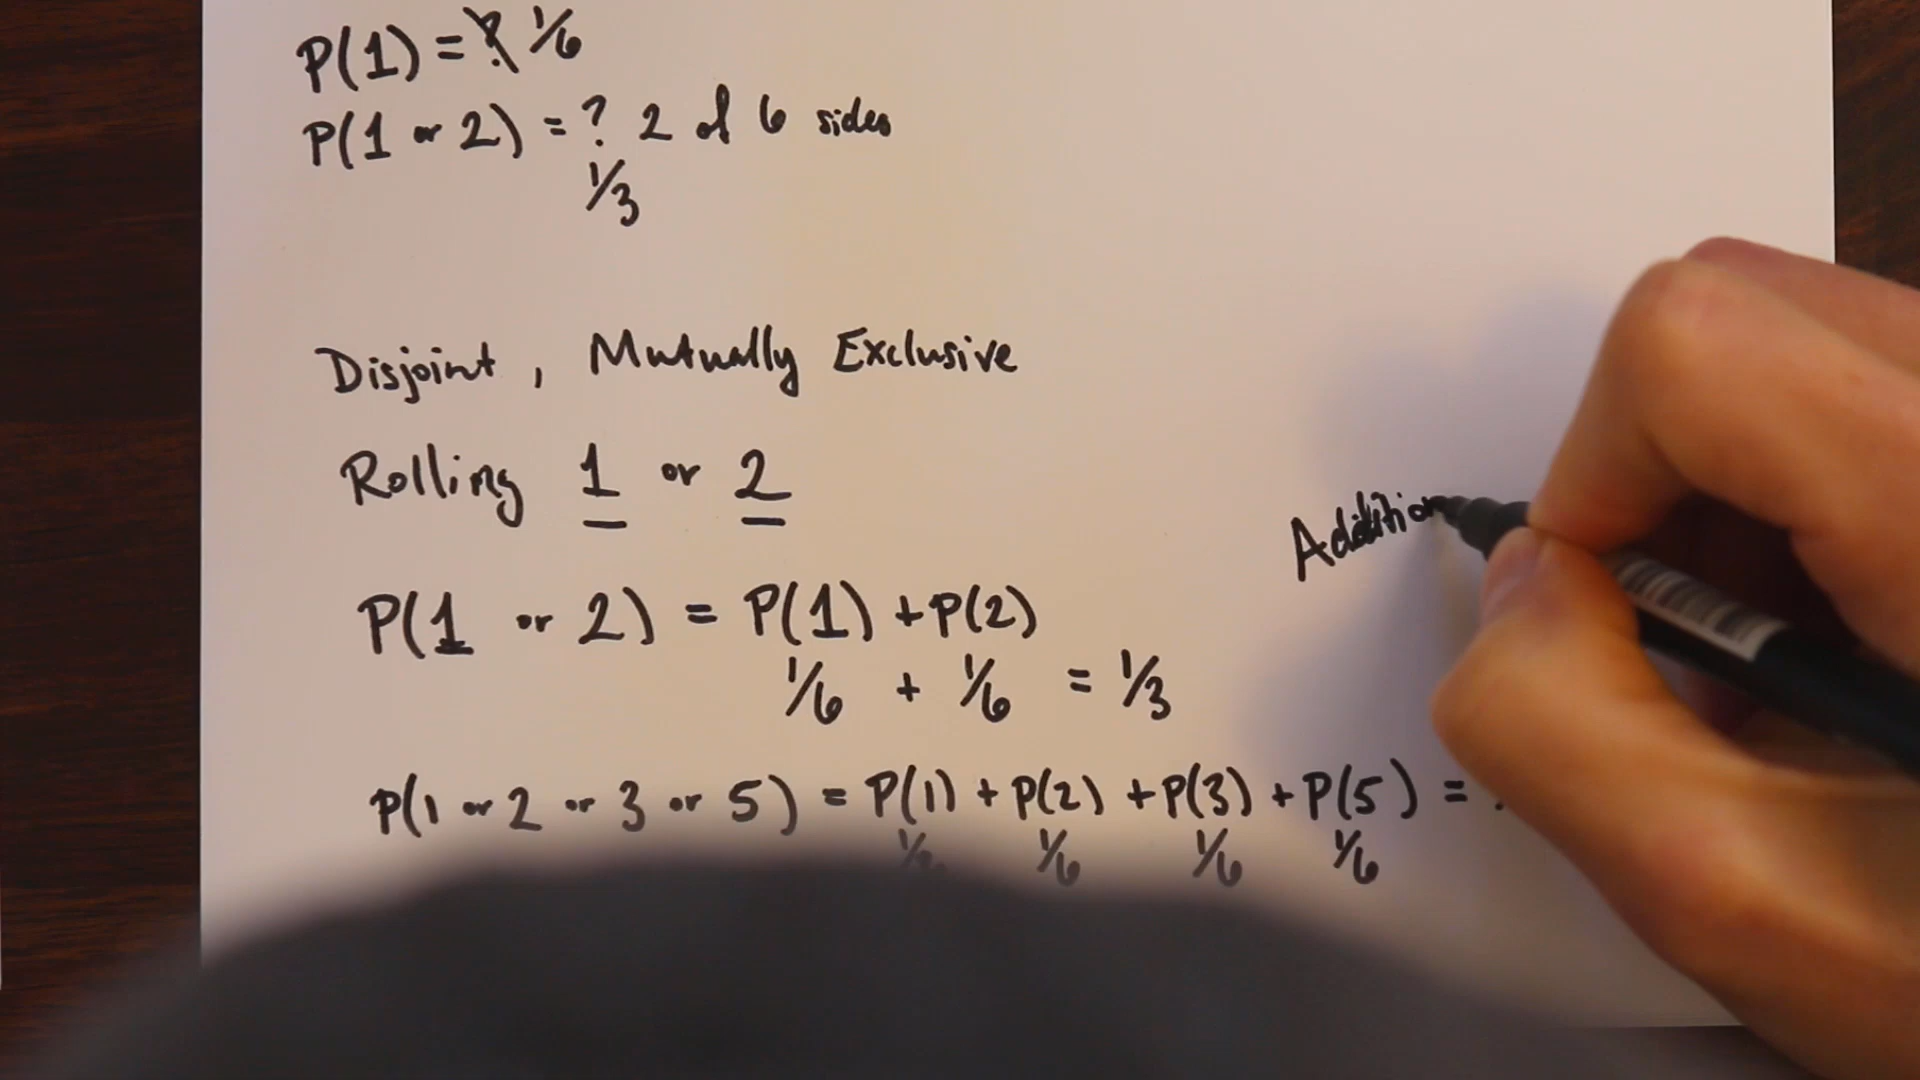 P(1) = ? 1/6
P(1 or 2) = ? 2 of 6 sides
1/3
Disjoint, Mutually Exclusive
Rolling 1 or 2
Addition
P(1 or 2) = P(1) + P(2)
1/6 + 1/6 = 1/3
P(1 or 2 or 3 or 5) = P(1) + P(2) + P(3) + P(5) =
1/6 1/6 1/6